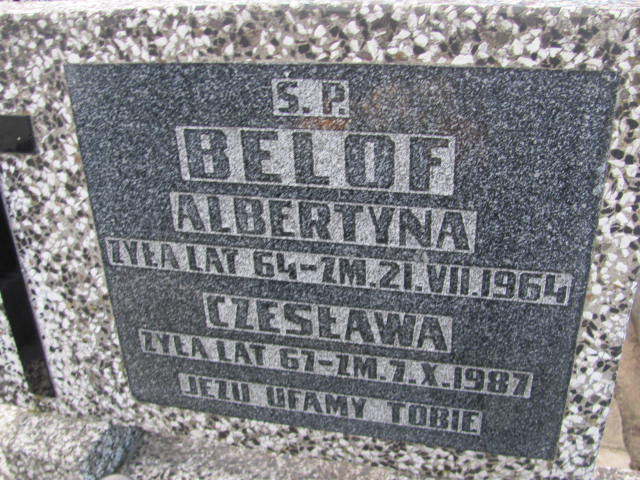 S. P.
BELOF
ALBERTYNA
ŻYŁA LAT 64-ZM. 21. VII. 1964
CZESŁAWA
ŻYŁA LAT 67-ZM. 7. X. 1987
JEZU UFAMY TOBIE